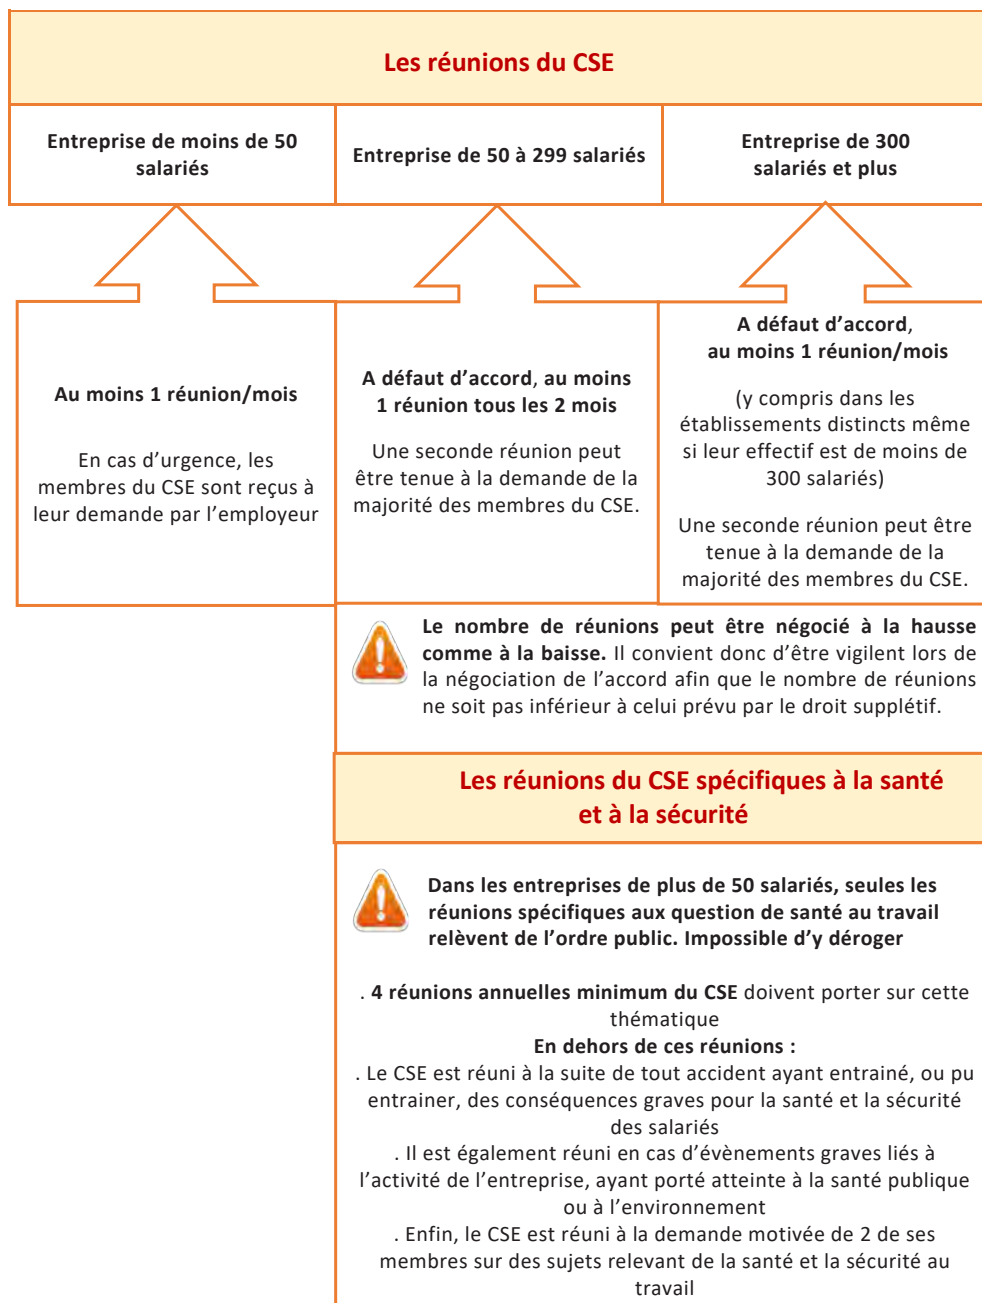 Les réunions du CSE
Entreprise de moins de 50
salariés
Entreprise de 50 à 299 salariés
Entreprise de 300
salariés et plus
Au moins 1 réunion/mois
En cas d’urgence, les
membres du CSE sont reçus à
leur demande par l’employeur
A défaut d’accord, au moins
1 réunion tous les 2 mois
Une seconde réunion peut
être tenue à la demande de la
majorité des membres du CSE.
A défaut d’accord,
au moins 1 réunion/mois
(y compris dans les
établissements distincts même
si leur effectif est de moins de
300 salariés)
Une seconde réunion peut être
tenue à la demande de la
majorité des membres du CSE.
Le nombre de réunions peut être négocié à la hausse
comme à la baisse. Il convient donc d’être vigilent lors de
la négociation de l’accord afin que le nombre de réunions
ne soit pas inférieur à celui prévu par le droit supplétif.
Les réunions du CSE spécifiques à la santé
et à la sécurité
Dans les entreprises de plus de 50 salariés, seules les
réunions spécifiques aux question de santé au travail
relèvent de l’ordre public. Impossible d’y déroger
. 4 réunions annuelles minimum du CSE doivent porter sur cette
thématique
En dehors de ces réunions :
. Le CSE est réuni à la suite de tout accident ayant entrainé, ou pu
entrainer, des conséquences graves pour la santé et la sécurité
des salariés
. Il est également réuni en cas d’évènements graves liés à
l’activité de l’entreprise, ayant porté atteinte à la santé publique
ou à l’environnement
. Enfin, le CSE est réuni à la demande motivée de 2 de ses
membres sur des sujets relevant de la santé et la sécurité au
travail